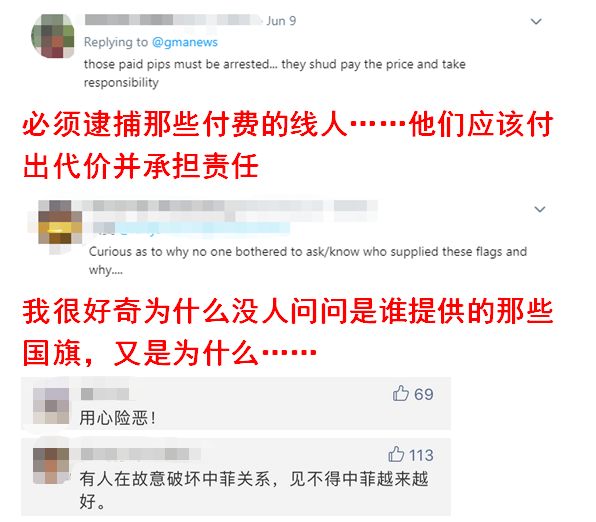 Jun 9
Replying to @gmanews
those paid pips must be arrested... they shud pay the price and take
responsibility
必须逮捕那些付费的线人……他们应该付
出代价并承担责任
Curious as to why no one bothered to ask/know who supplied these flags and
why....
我很好奇为什么没人问问是谁提供的那些
国旗，又是为什么……
69
用心险恶！
113
有人在故意破坏中菲关系，见不得中菲越来越
好。